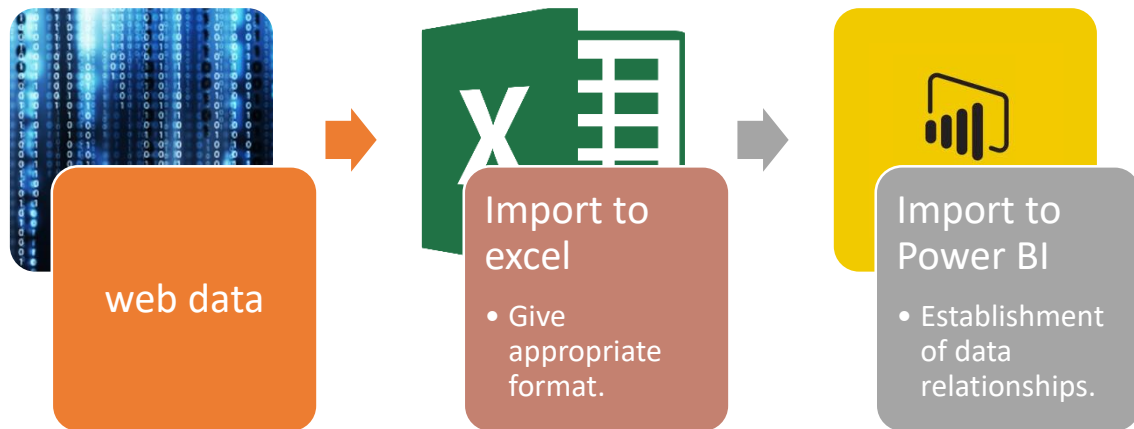 web data
Import to
excel
• Give
appropriate
format.
Import to
Power BI
• Establishment
of data
relationships.